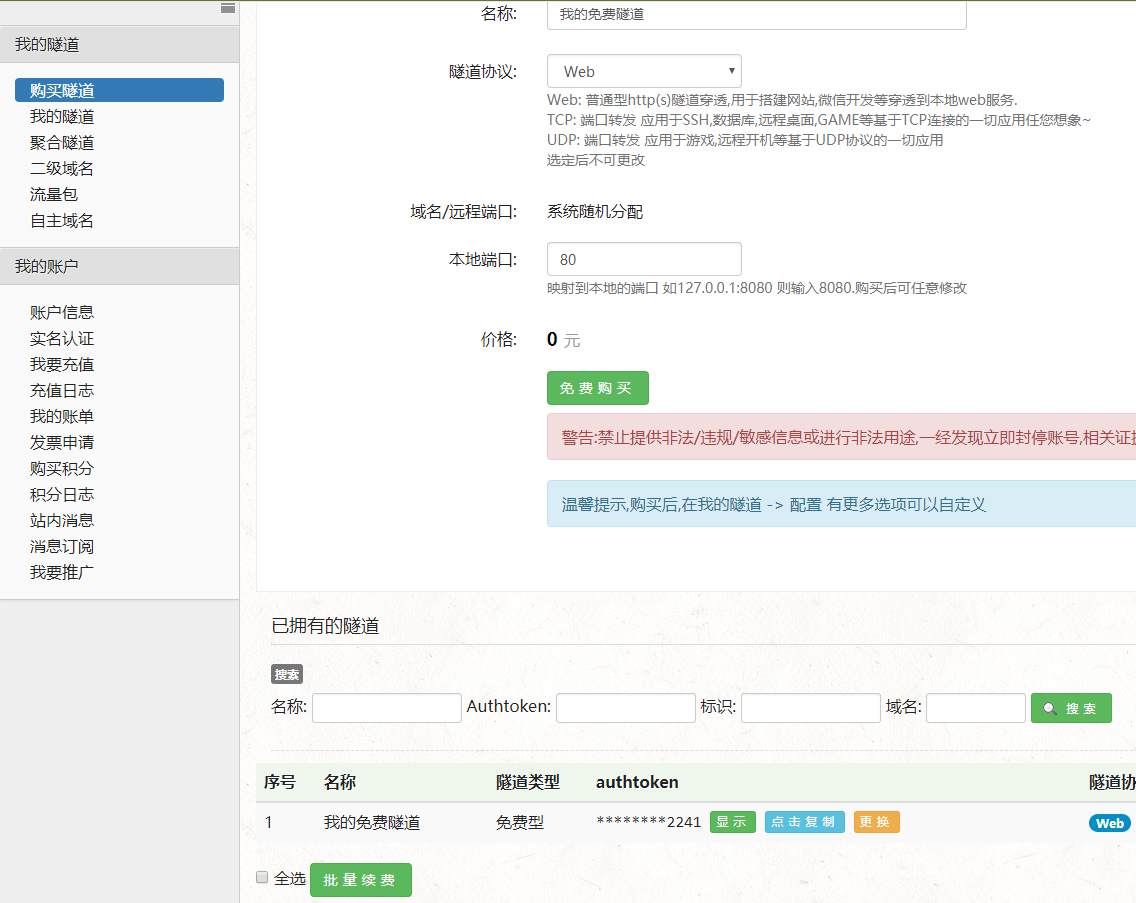 名称:
我的免费隧道
我的隧道
购买隧道
我的隧道
聚合隧道
二级域名
流量包
自主域名
我的账户
账户信息
实名认证
我要充值
充值日志
我的账单
发票申请
购买积分
积分日志
站内消息
消息订阅
我要推广
隧道协议:
Web
Web: 普通型http(s)隧道穿透,用于搭建网站,微信开发等穿透到本地web服务.
TCP: 端口转发 应用于SSH,数据库,远程桌面,GAME等基于TCP连接的一切应用任您想象~
UDP: 端口转发 应用于游戏,远程开机等基于UDP协议的一切应用
选定后不可更改
域名/远程端口:
系统随机分配
本地端口:
80
映射到本地的端口 如127.0.0.1:8080 则输入8080.购买后可任意修改
价格:
0 元
免费购买
警告:禁止提供非法/违规/敏感信息或进行非法用途,一经发现立即封停账号,相关证
温馨提示,购买后,在我的隧道 -> 配置 有更多选项可以自定义
已拥有的隧道
搜索
名称: Authtoken: 标识: 域名: 搜索
序号 名称 隧道类型 authtoken 隧道协
1 我的免费隧道 免费型 ********2241 显示 点击复制 更换 Web
全选 批量续费